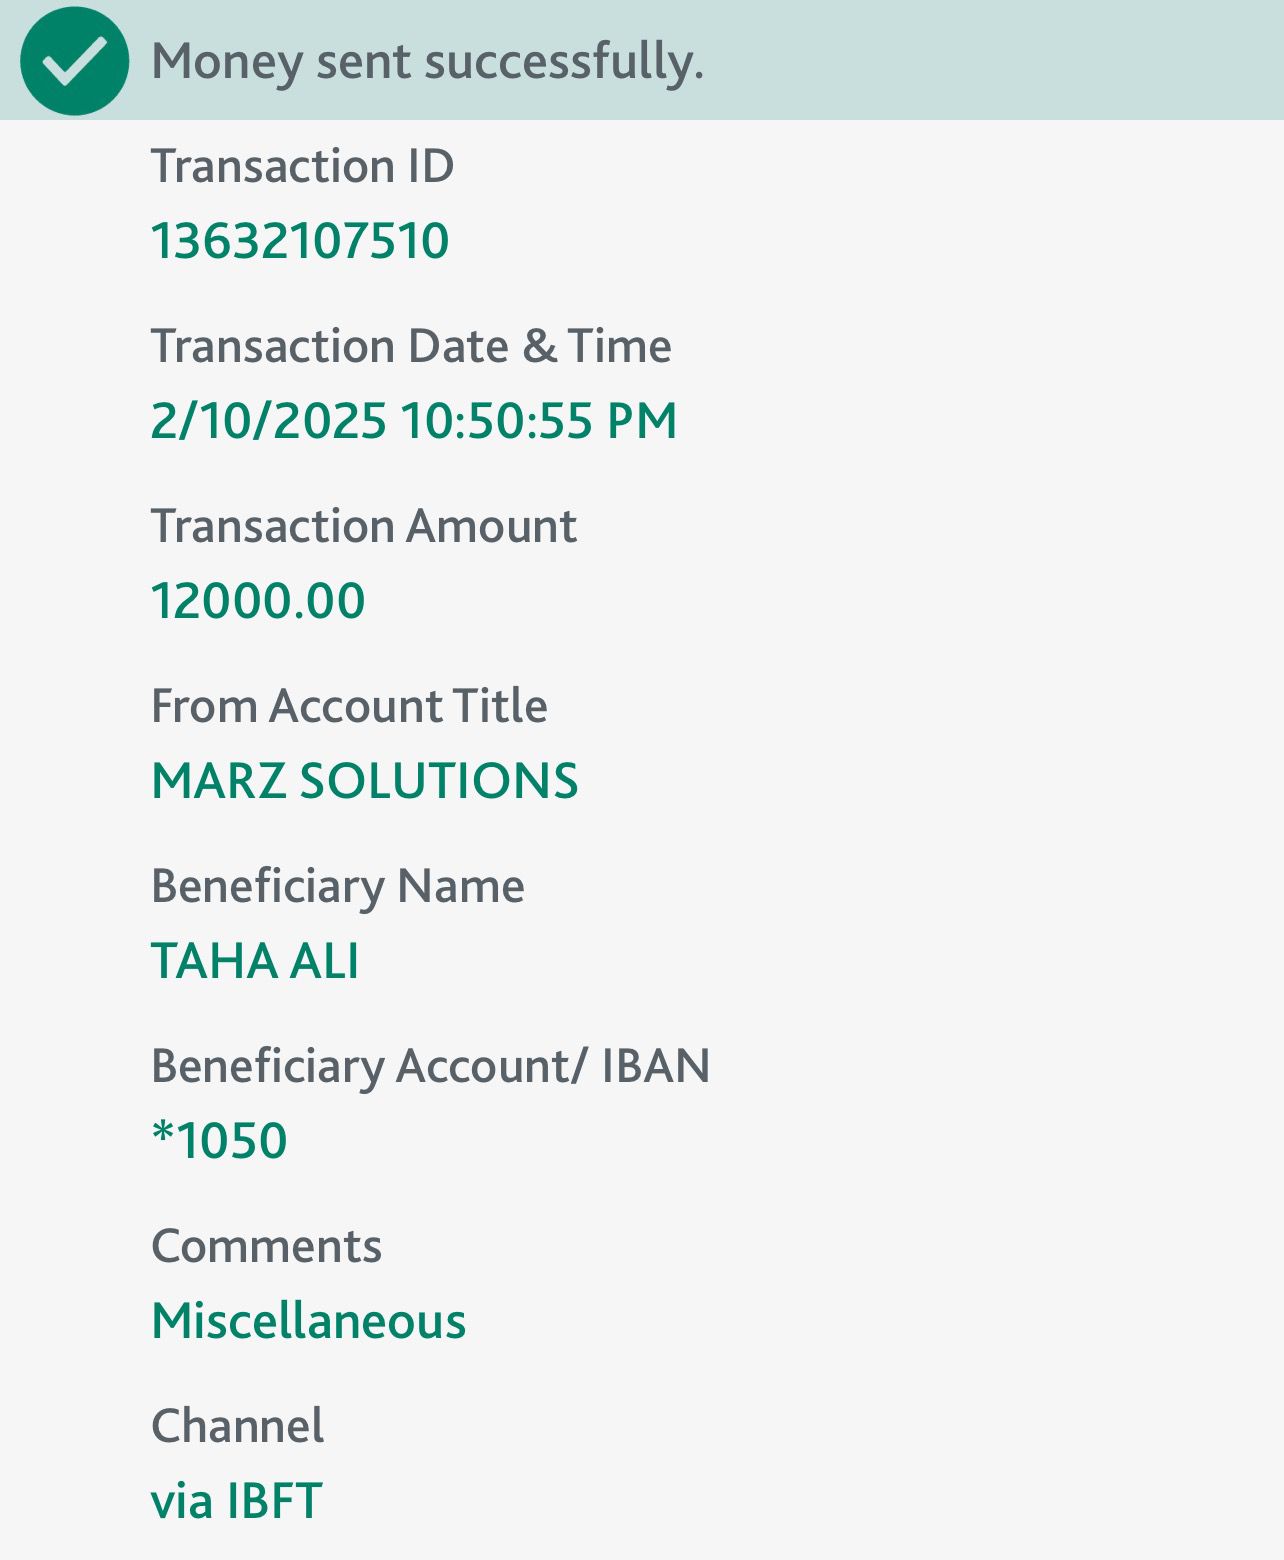 Money sent successfully.
Transaction ID
13632107510
Transaction Date & Time
2/10/2025 10:50:55 PM
Transaction Amount
12000.00
From Account Title
MARZ SOLUTIONS
Beneficiary Name
TAHA ALI
Beneficiary Account/ IBAN
*1050
Comments
Miscellaneous
Channel
via IBFT